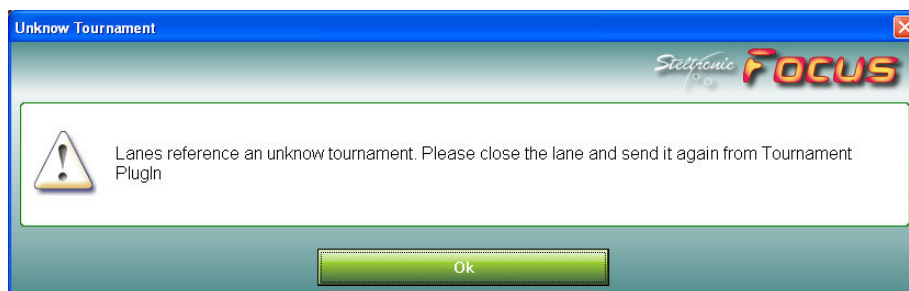 Unknow Tournament
Steltronic FOCUS
Lanes reference an unknow tournament. Please close the lane and send it again from Tournament
PlugIn
Ok